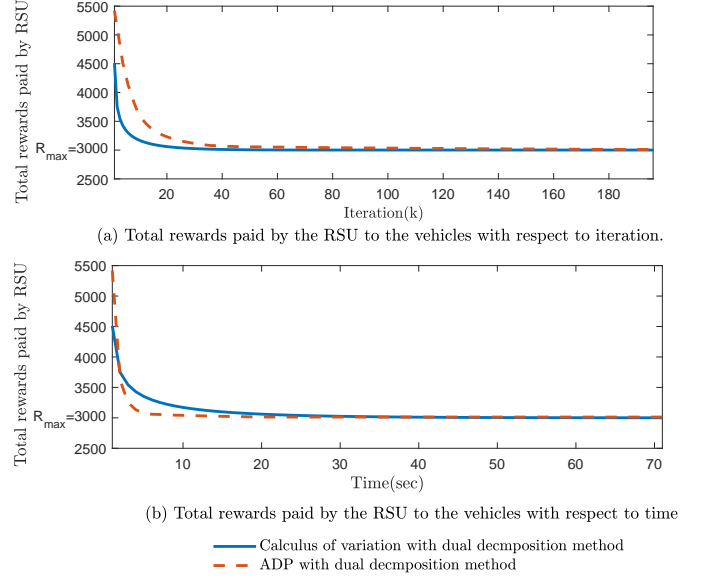 Total rewards paid by RSU
5500
5000
4500
4000
3500
R_max=3000
2500
20 40 60 80 100 120 140 160 180
Iteration(k)
(a) Total rewards paid by the RSU to the vehicles with respect to iteration.
Total rewards paid by RSU
5500
5000
4500
4000
3500
R_max=3000
2500
10 20 30 40 50 60 70
Time(sec)
(b) Total rewards paid by the RSU to the vehicles with respect to time
Calculus of variation with dual decmposition method
ADP with dual decmposition method